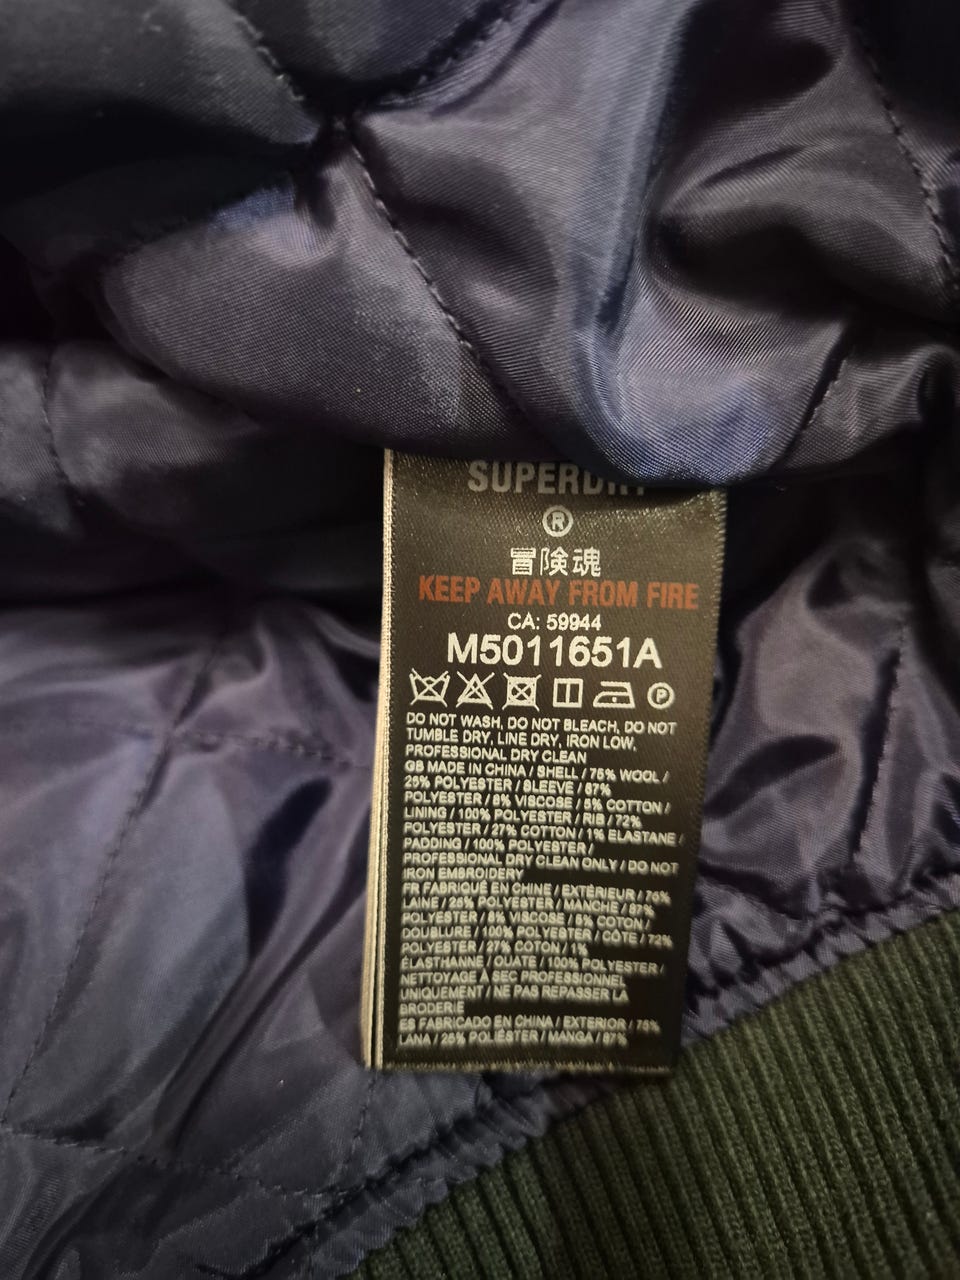 SUPERDRY
®
冒険魂
KEEP AWAY FROM FIRE
CA: 59944
M5011651A
P
DO NOT WASH, DO NOT BLEACH, DO NOT
TUMBLE DRY, LINE DRY, IRON LOW,
PROFESSIONAL DRY CLEAN
GB MADE IN CHINA / SHELL / 75% WOOL /
25% POLYESTER / SLEEVE / 87%
POLYESTER / 8% VISCOSE / 5% COTTON /
LINING / 100% POLYESTER / RIB / 72%
POLYESTER / 27% COTTON / 1% ELASTANE /
PADDING / 100% POLYESTER /
PROFESSIONAL DRY CLEAN ONLY / DO NOT
IRON EMBROIDERY
FR FABRIQUÉ EN CHINE / EXTÉRIEUR / 75%
LAINE / 25% POLYESTER / MANCHE / 87%
POLYESTER / 8% VISCOSE / 5% COTON /
DOUBLURE / 100% POLYESTER / CÔTE / 72%
POLYESTER / 27% COTON / 1%
ÉLASTHANNE / OUATE / 100% POLYESTER /
NETTOYAGE À SEC PROFESSIONNEL
UNIQUEMENT / NE PAS REPASSER LA
BRODERIE
ES FABRICADO EN CHINA / EXTERIOR / 75%
LANA / 25% POLIÉSTER / MANGA / 87%